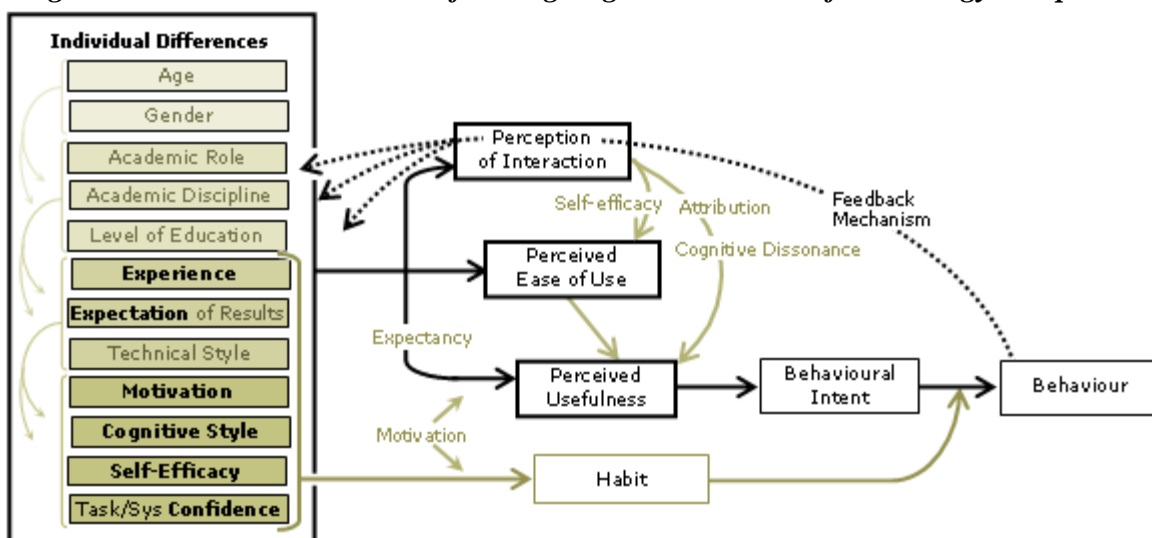 Individual Differences
Age
Gender
Academic Role
Academic Discipline
Level of Education
Experience
Expectation of Results
Technical Style
Motivation
Cognitive Style
Self-Efficacy
Task/Sys Confidence
Perception
of Interaction
Self-efficacy
Attribution
Cognitive Dissonance
Feedback
Mechanism
Perceived
Ease of Use
Expectancy
Perceived
Usefulness
Behavioural
Intent
Behaviour
Motivation
Habit